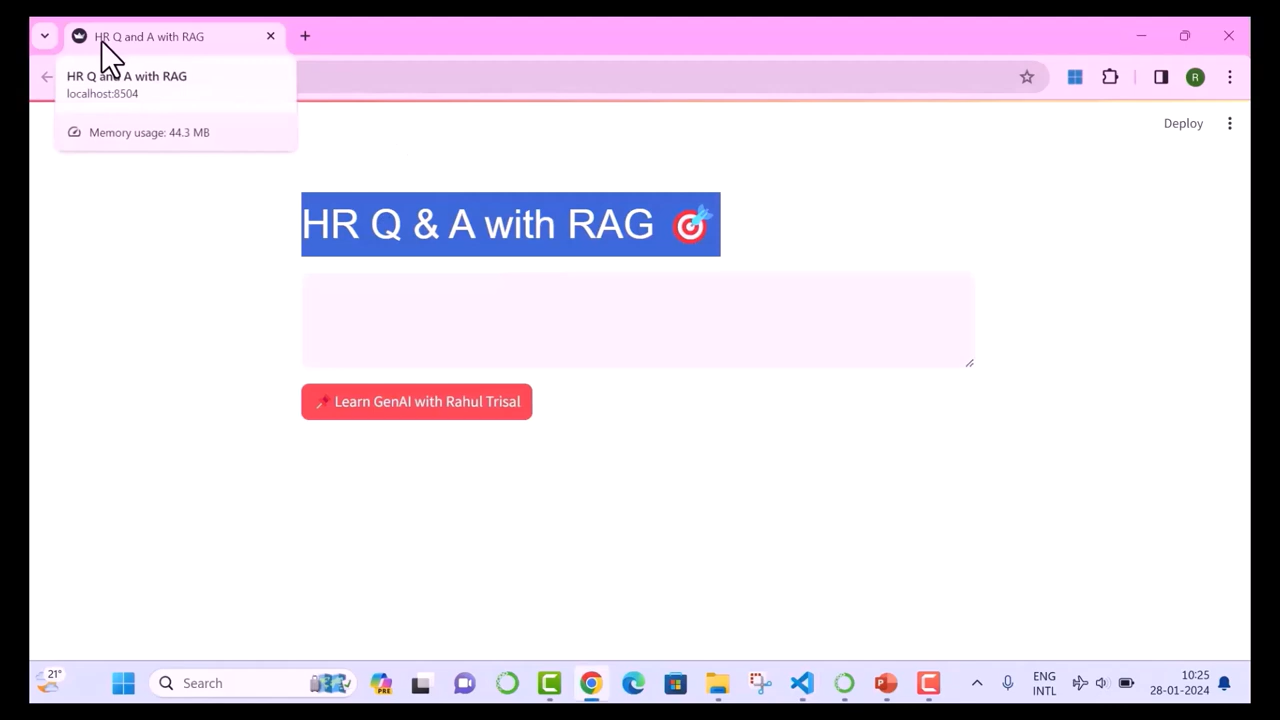 HR Q and A with RAG
HR Q and A with RAG
localhost:8504
R
Memory usage: 44.3 MB
Deploy
HR Q & A with RAG 🎯
📌 Learn GenAI with Rahul Trisal
21°
Search
PRE
ENG
INTL
10:25
28-01-2024